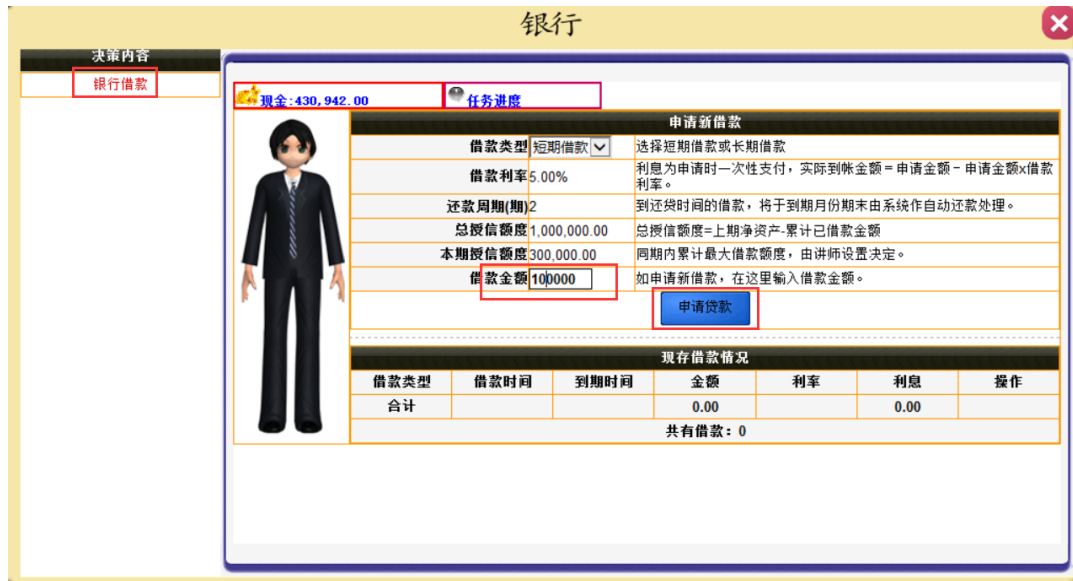 银行
决策内容
银行借款
现金:430,942.00
任务进度
申请新借款
借款类型 短期借款 选择短期借款或长期借款
借款利率 5.00% 利息为申请时一次性支付，实际到帐金额=申请金额-申请金额x借款
利率。
还款周期(期) 2 到还贷时间的借款，将于到期月份期末由系统作自动还款处理。
总授信额度 1,000,000.00 总授信额度=上期净资产-累计已借款金额
本期授信额度 300,000.00 同期内累计最大借款额度，由讲师设置决定。
借款金额 100000 如申请新借款，在这里输入借款金额。
申请贷款
现存借款情况
借款类型 借款时间 到期时间 金额 利率 利息 操作
合计 0.00 0.00
共有借款：0